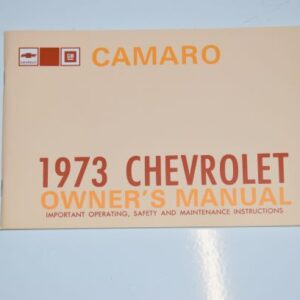 CAMARO
1973 CHEVROLET
OWNER'S MANUAL
IMPORTANT OPERATING, SAFETY AND MAINTENANCE INSTRUCTIONS